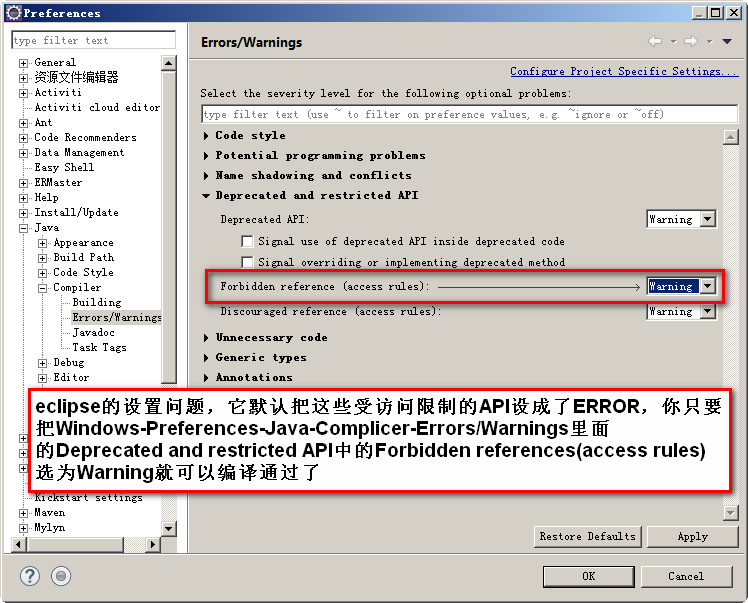 Preferences
type filter text
Errors/Warnings
General
资源文件编辑器
Activiti
Activiti cloud editor
Ant
Code Recommenders
Data Management
Easy Shell
ERMaster
Help
Install/Update
Java
Appearance
Build Path
Code Style
Compiler
Building
Errors/Warnings
Javadoc
Task Tags
Debug
Editor
Kickstart settings
Maven
Mylyn
Configure Project Specific Settings...
Select the severity level for the following optional problems:
type filter text (use ~ to filter on preference values, e.g. ~ignore or ~off)
Code style
Potential programming problems
Name shadowing and conflicts
Deprecated and restricted API
Deprecated API: Warning
Signal use of deprecated API inside deprecated code
Signal overriding or implementing deprecated method
Forbidden reference (access rules): Warning
Discouraged reference (access rules): Warning
Unnecessary code
Generic types
Annotations
eclipse的设置问题，它默认把这些受访问限制的API设成了ERROR，你只要
把Windows-Preferences-Java-Complicer-Errors/Warnings里面
的Deprecated and restricted API中的Forbidden references(access rules)
选为Warning就可以编译通过了
Restore Defaults Apply
? OK Cancel